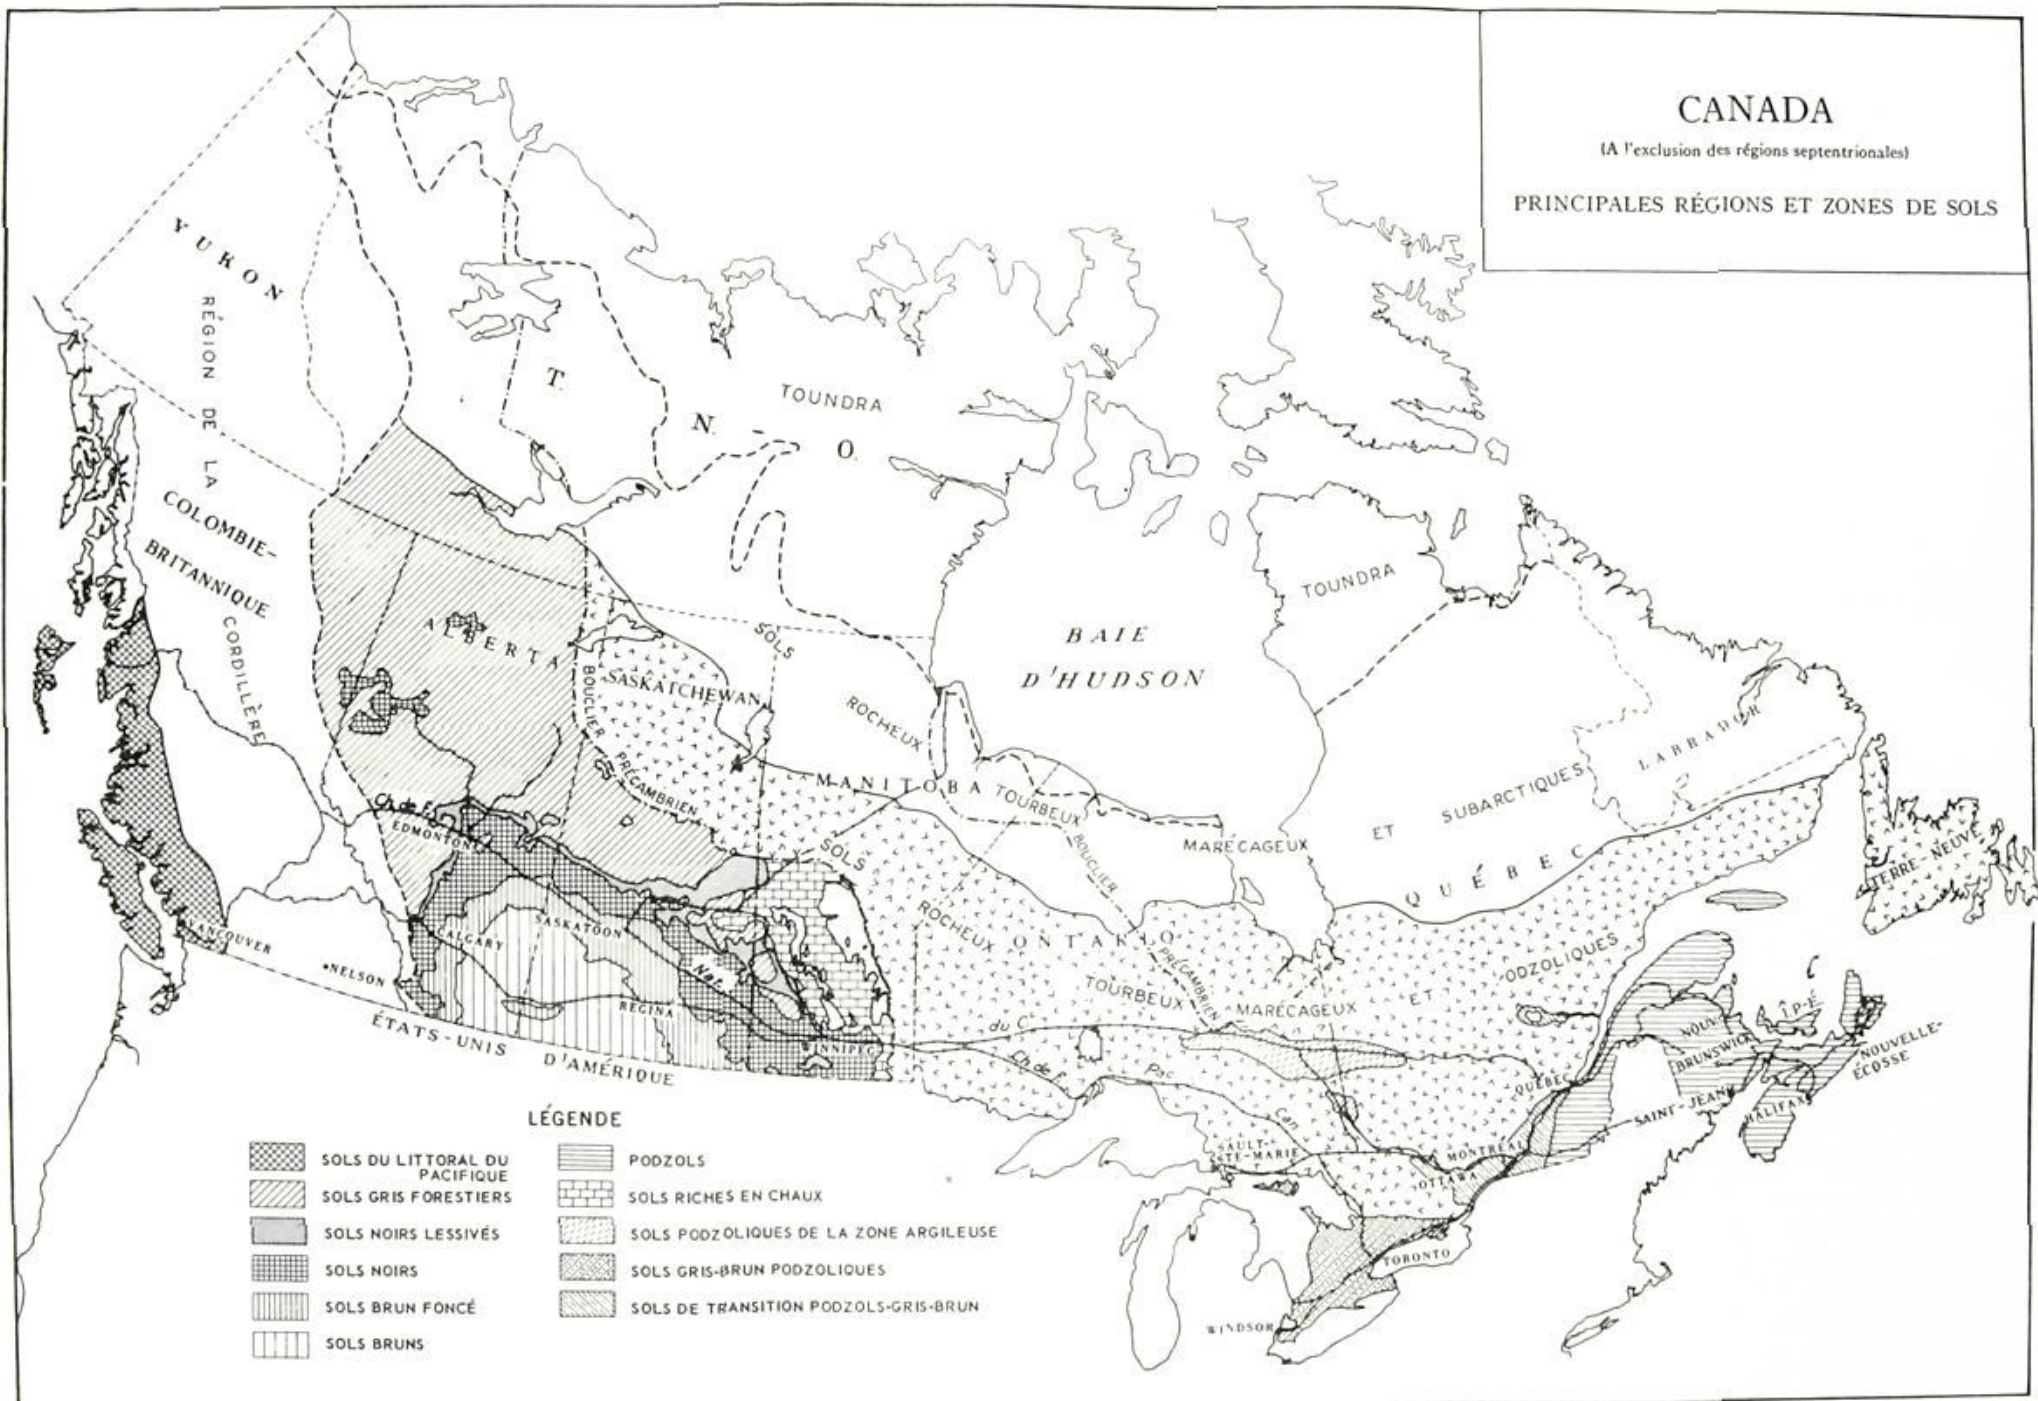 CANADA
(A l'exclusion des régions septentrionales)
PRINCIPALES RÉGIONS ET ZONES DE SOLS
YUKON
RÉGION DE LA
CORDILLÈRE
T. N. O.
TOUNDRA
TOUNDRA
COLOMBIE-
BRITANNIQUE
ALBERTA
SASKATCHEWAN
MANITOBA
BAIE
D'HUDSON
SOLS
ROCHEUX
TOURBEUX
MARÉCAGEUX
ET
SUBARCTIQUES
LABRADOR
BOUCLIER
PRÉCAMBRIEN
BOUCLIER
PRÉCAMBRIEN
SOLS
ROCHEUX
TOURBEUX
MARÉCAGEUX
ET
ODZOLIQUES
ONTARIO
QUÉBEC
TERRE-NEUVE
Ch. de F.
EDMONTON
CALGARY
SASKATOON
Nat.
REGINA
WINNIPEG
VANCOUVER
NELSON
ÉTATS-UNIS D'AMÉRIQUE
du C.
Ch. de f.
Pac
Can
SAULT-
STE-MARIE
QUÉBEC
MONTRÉAL
OTTAWA
TORONTO
WINDSOR
NOUV-
BRUNSWICK
SAINT-JEAN
HALIFAX
Î.-P.-É.
NOUVELLE-
ÉCOSSE
LÉGENDE
SOLS DU LITTORAL DU
PACIFIQUE
SOLS GRIS FORESTIERS
SOLS NOIRS LESSIVÉS
SOLS NOIRS
SOLS BRUN FONCÉ
SOLS BRUNS
PODZOLS
SOLS RICHES EN CHAUX
SOLS PODZOLIQUES DE LA ZONE ARGILEUSE
SOLS GRIS-BRUN PODZOLIQUES
SOLS DE TRANSITION PODZOLS-GRIS-BRUN